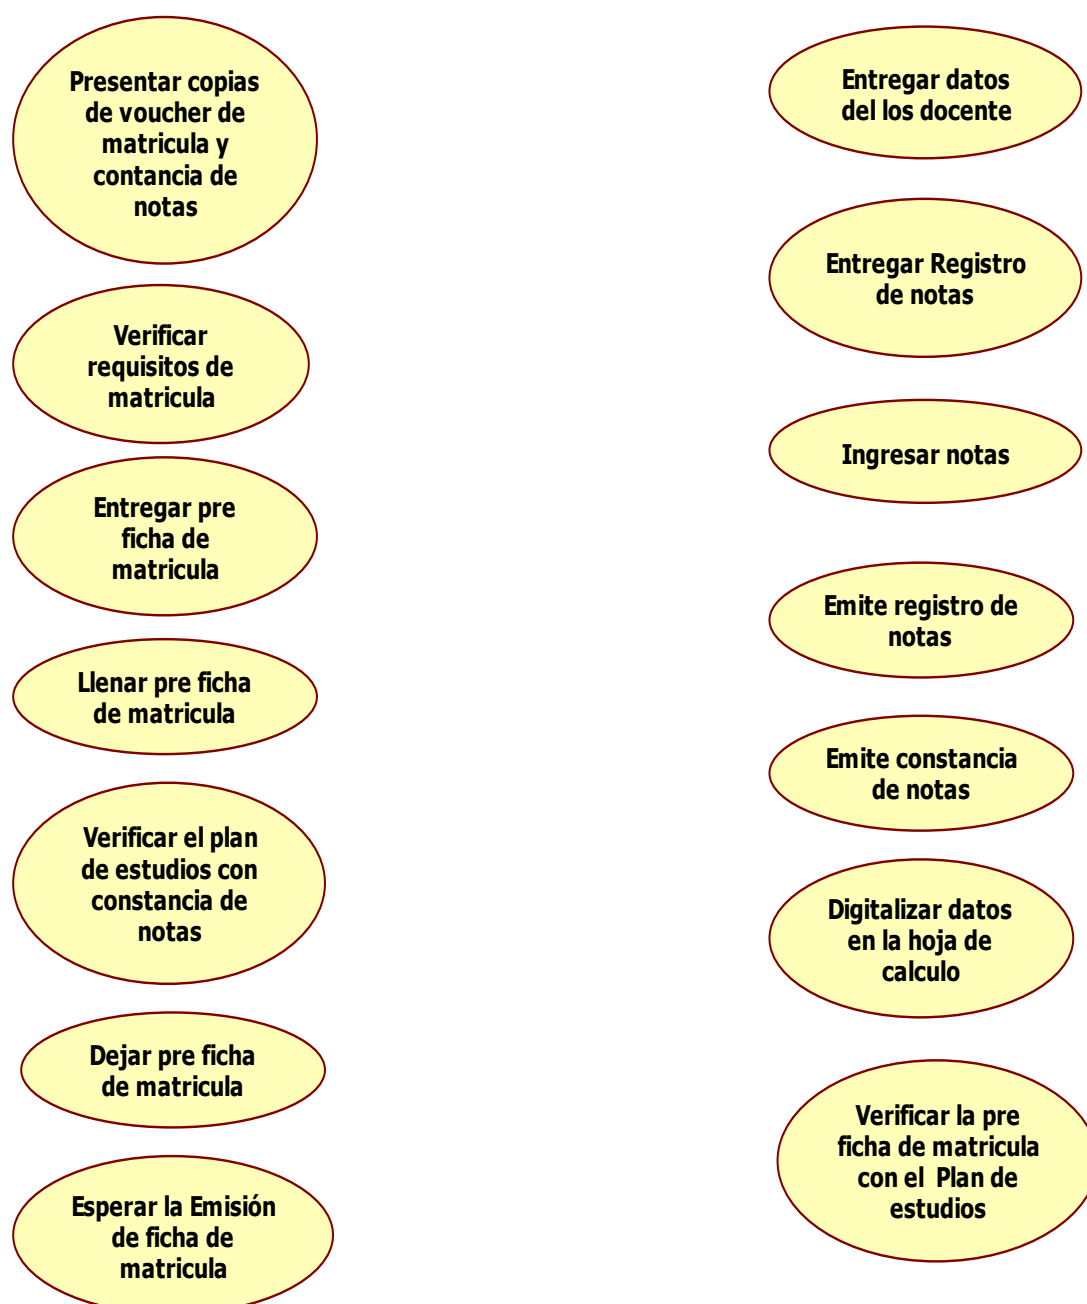 Presentar copias
de voucher de
matricula y
contancia de
notas
Verificar
requisitos de
matricula
Entregar pre
ficha de
matricula
Llenar pre ficha
de matricula
Verificar el plan
de estudios con
constancia de
notas
Dejar pre ficha
de matricula
Esperar la Emisión
de ficha de
matricula
Entregar datos
del los docente
Entregar Registro
de notas
Ingresar notas
Emite registro de
notas
Emite constancia
de notas
Digitalizar datos
en la hoja de
calculo
Verificar la pre
ficha de matricula
con el Plan de
estudios